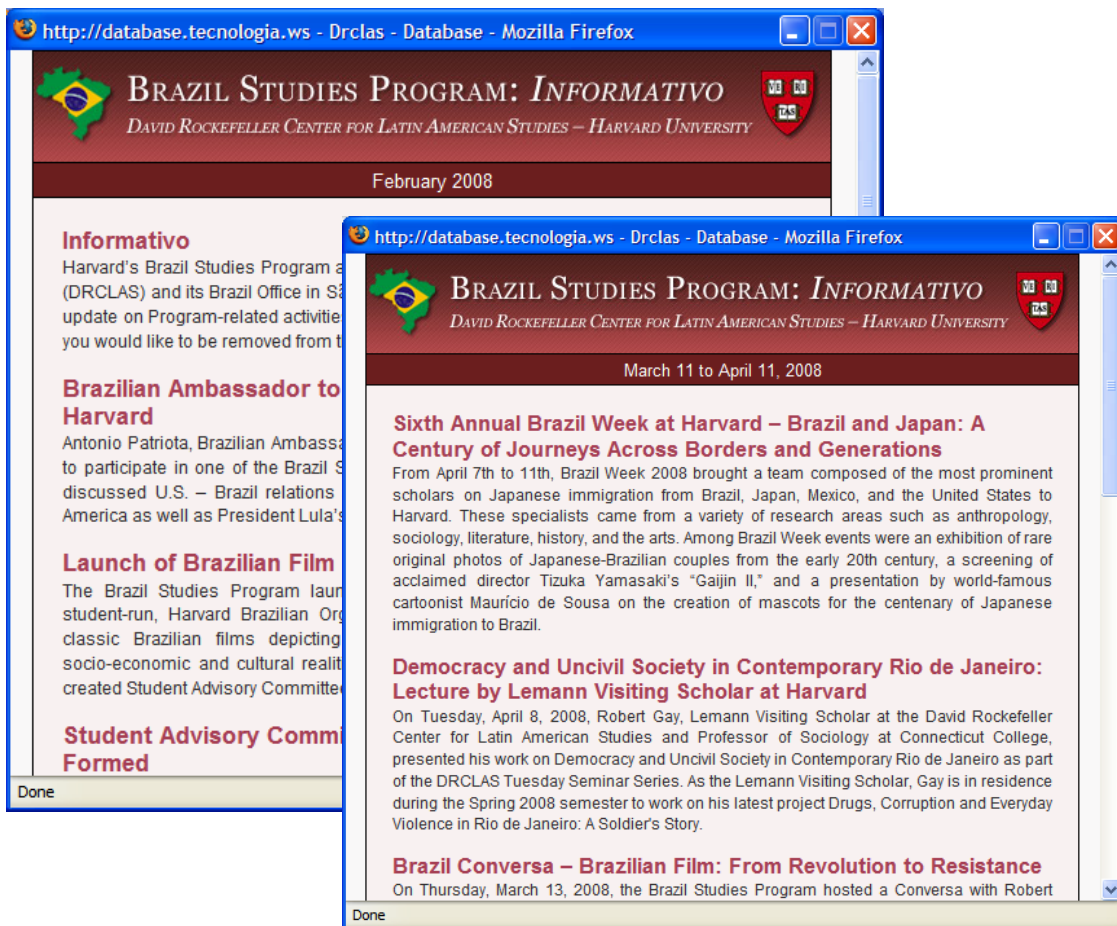 http://database.tecnologia.ws - Drclas - Database - Mozilla Firefox
BRAZIL STUDIES PROGRAM: INFORMATIVO
DAVID ROCKEFELLER CENTER FOR LATIN AMERICAN STUDIES – HARVARD UNIVERSITY
VE RI
TAS
February 2008
Informativo
Harvard's Brazil Studies Program a
(DRCLAS) and its Brazil Office in Sã
update on Program-related activitie
you would like to be removed from t
Brazilian Ambassador to
Harvard
Antonio Patriota, Brazilian Ambassa
to participate in one of the Brazil S
discussed U.S. – Brazil relations
America as well as President Lula's
Launch of Brazilian Film
The Brazil Studies Program laun
student-run, Harvard Brazilian Org
classic Brazilian films depicting
socio-economic and cultural realit
created Student Advisory Committe
Student Advisory Commi
Formed
Done
http://database.tecnologia.ws - Drclas - Database - Mozilla Firefox
BRAZIL STUDIES PROGRAM: INFORMATIVO
DAVID ROCKEFELLER CENTER FOR LATIN AMERICAN STUDIES – HARVARD UNIVERSITY
VE RI
TAS
March 11 to April 11, 2008
Sixth Annual Brazil Week at Harvard – Brazil and Japan: A
Century of Journeys Across Borders and Generations
From April 7th to 11th, Brazil Week 2008 brought a team composed of the most prominent
scholars on Japanese immigration from Brazil, Japan, Mexico, and the United States to
Harvard. These specialists came from a variety of research areas such as anthropology,
sociology, literature, history, and the arts. Among Brazil Week events were an exhibition of rare
original photos of Japanese-Brazilian couples from the early 20th century, a screening of
acclaimed director Tizuka Yamasaki's “Gaijin II,” and a presentation by world-famous
cartoonist Maurício de Sousa on the creation of mascots for the centenary of Japanese
immigration to Brazil.
Democracy and Uncivil Society in Contemporary Rio de Janeiro:
Lecture by Lemann Visiting Scholar at Harvard
On Tuesday, April 8, 2008, Robert Gay, Lemann Visiting Scholar at the David Rockefeller
Center for Latin American Studies and Professor of Sociology at Connecticut College,
presented his work on Democracy and Uncivil Society in Contemporary Rio de Janeiro as part
of the DRCLAS Tuesday Seminar Series. As the Lemann Visiting Scholar, Gay is in residence
during the Spring 2008 semester to work on his latest project Drugs, Corruption and Everyday
Violence in Rio de Janeiro: A Soldier's Story.
Brazil Conversa – Brazilian Film: From Revolution to Resistance
On Thursday, March 13, 2008, the Brazil Studies Program hosted a Conversa with Robert
Done